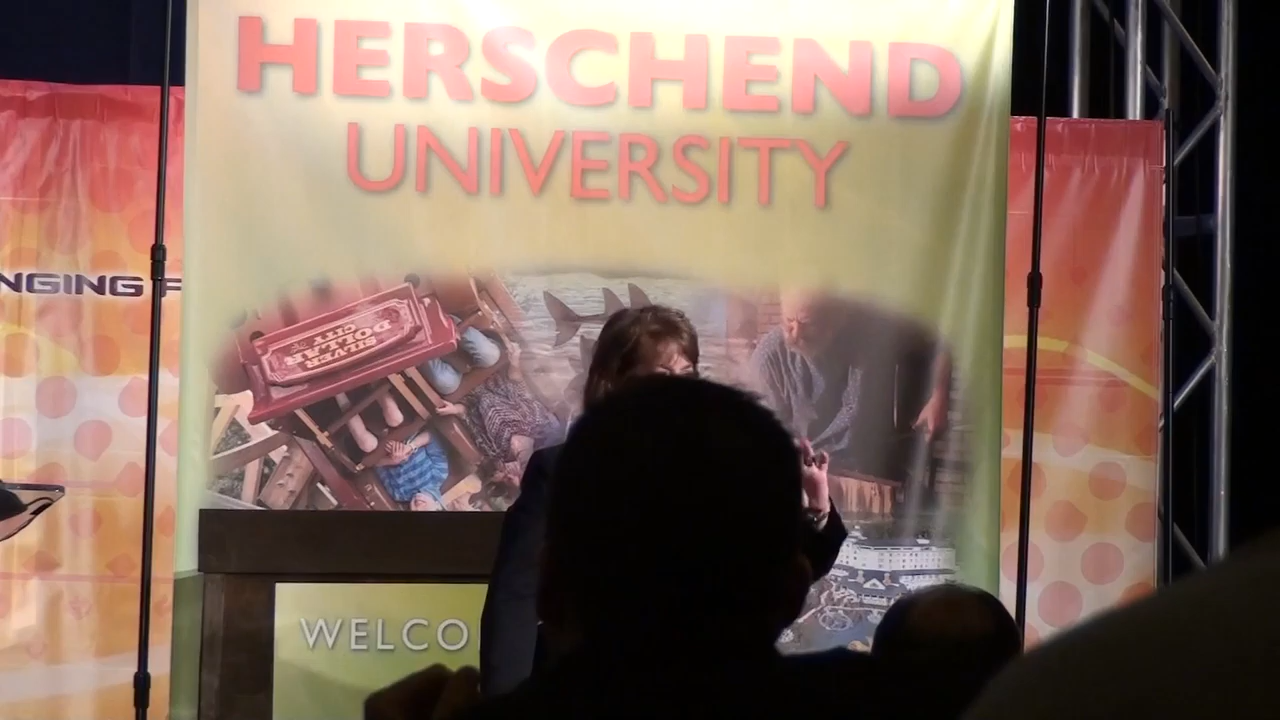 HERSCHEND
UNIVERSITY
NGING F
SILVER
DOLLAR
CITY
WELCO